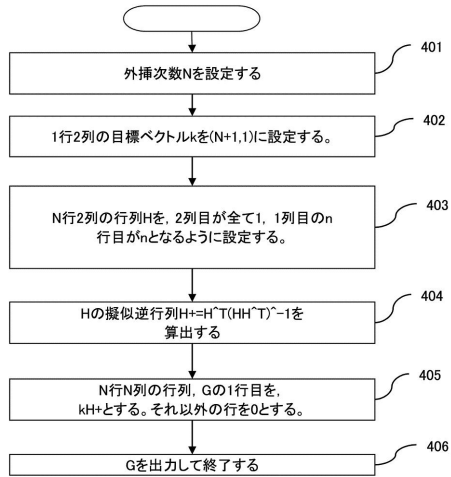 外挿次数Nを設定する
401
1行2列の目標ベクトルkを(N+1,1)に設定する。
402
N行2列の行列Hを, 2列目が全て1, 1列目のn
行目がnとなるように設定する。
403
Hの擬似逆行列H+=H^T(HH^T)^-1を
算出する
404
N行N列の行列, Gの1行目を,
kH+とする。それ以外の行を0とする。
405
Gを出力して終了する
406